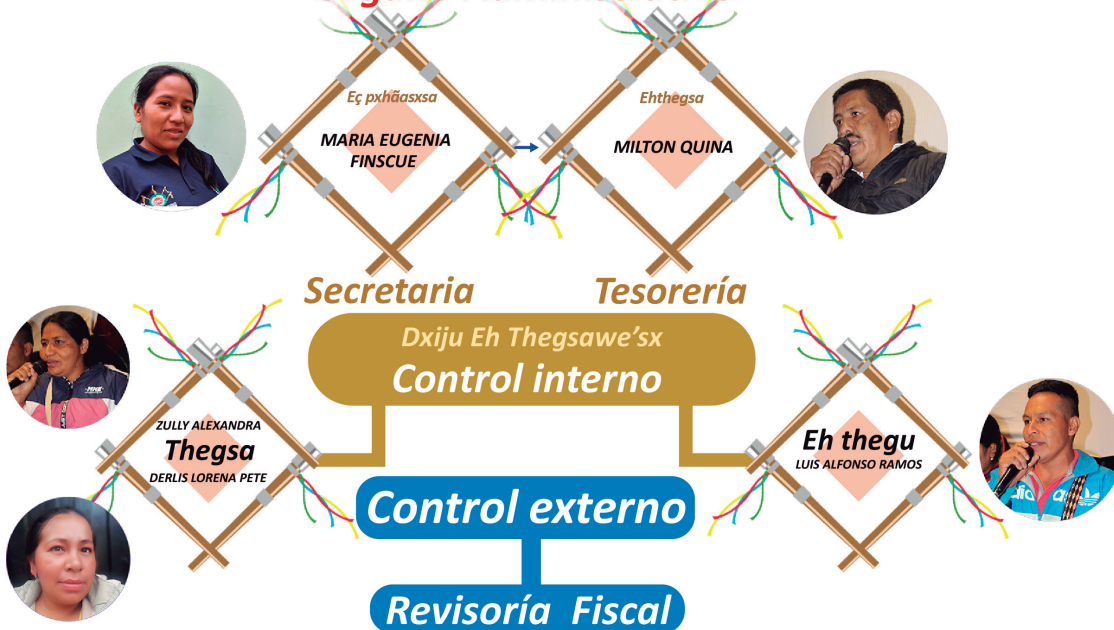 Eç pxhãasxsa
MARIA EUGENIA
FINSCUE
Ehthegsa
MILTON QUINA
Secretaria
Tesorería
Dxiju Eh Thegsawe’sx
Control interno
ZULLY ALEXANDRA
Thegsa
DERLIS LORENA PETE
Eh thegu
LUIS ALFONSO RAMOS
Control externo
Revisoría Fiscal